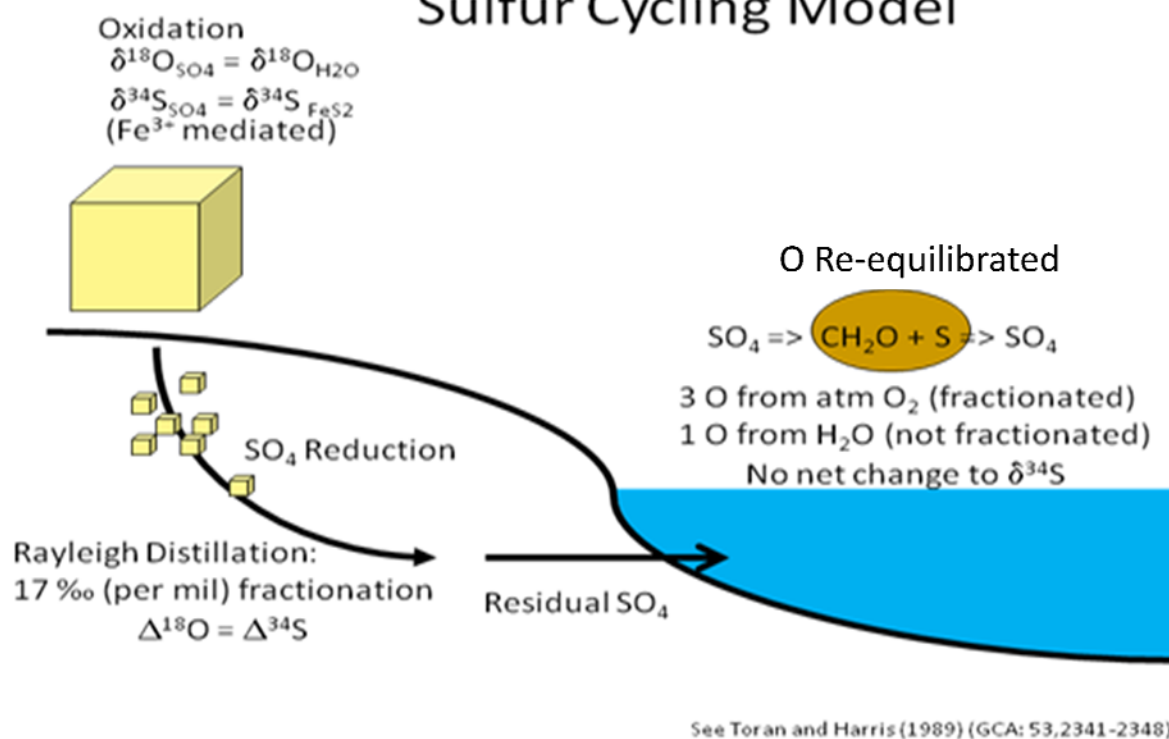 Sulfur Cycling Model
Oxidation
δ¹⁸O_SO4 = δ¹⁸O_H2O
δ³⁴S_SO4 = δ³⁴S_FeS2
(Fe³⁺ mediated)
O Re-equilibrated
SO₄ => CH₂O + S => SO₄
3 O from atm O₂ (fractionated)
1 O from H₂O (not fractionated)
No net change to δ³⁴S
SO₄ Reduction
Rayleigh Distillation:
17 ‰ (per mil) fractionation
Δ¹⁸O = Δ³⁴S
Residual SO₄
See Toran and Harris (1989) (GCA: 53,2341-2348)